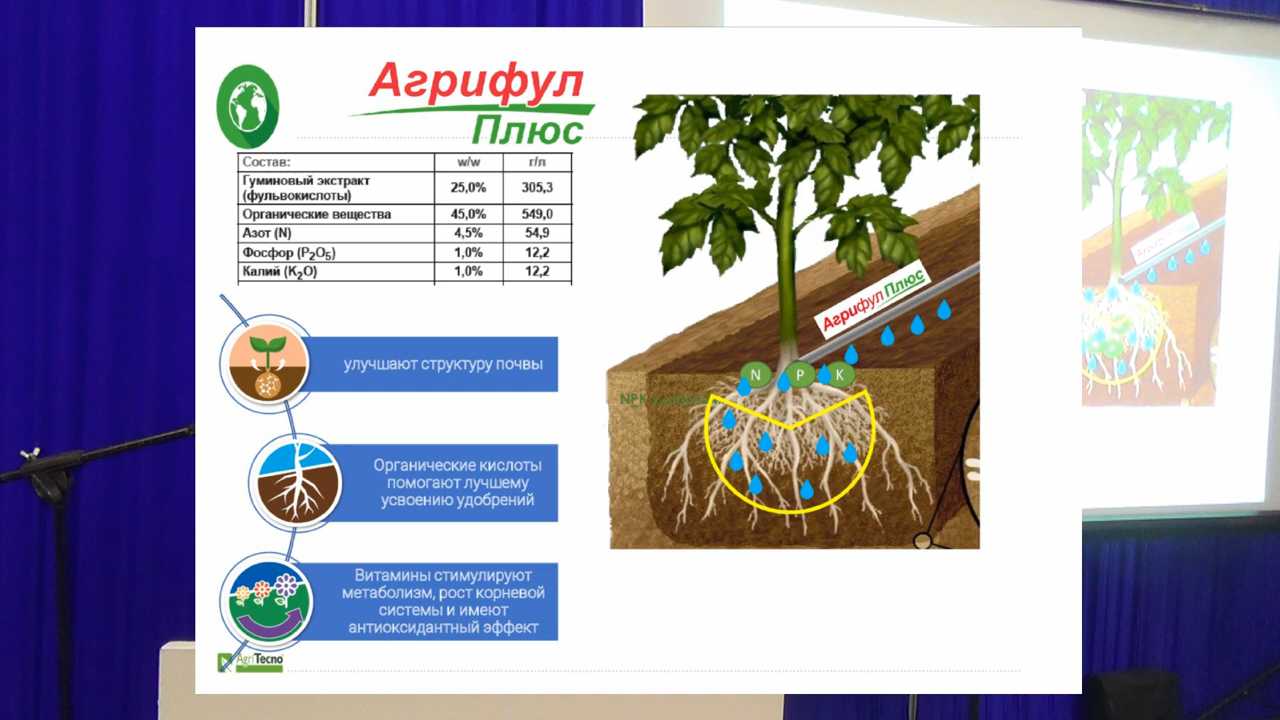 Агрифул
Плюс
Состав: w/w г/л
Гуминовый экстракт
(фульвокислоты) 25,0% 305,3
Органические вещества 45,0% 549,0
Азот (N) 4,5% 54,9
Фосфор (P2O5) 1,0% 12,2
Калий (K2O) 1,0% 12,2
улучшают структуру почвы
Органические кислоты
помогают лучшему
усвоению удобрений
Витамины стимулируют
метаболизм, рост корневой
системы и имеют
антиоксидантный эффект
AgriTecno
Агрифул Плюс
N P K
NPK